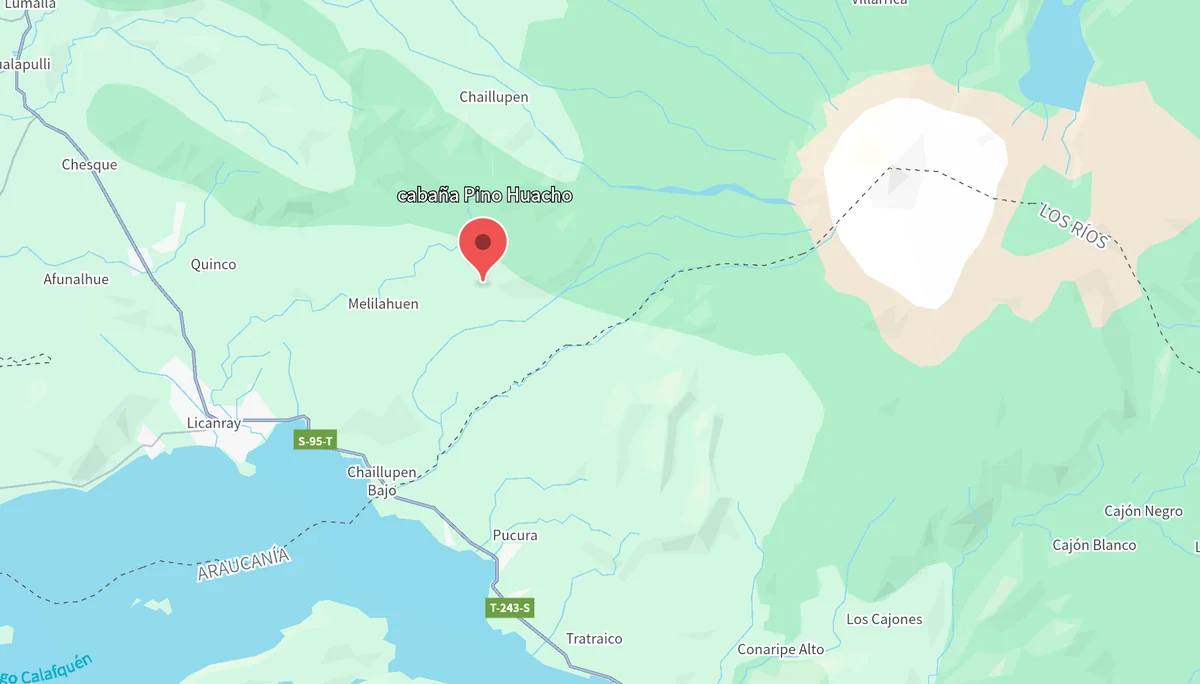 Lumalla
Villarrica
ualapulli
Chaillupen
Chesque
cabaña Pino Huacho
LOS RÍOS
Quinco
Afunalhue
Melilahuen
Licanray
S-95-T
Chaillupen
Bajo
Cajón Negro
Pucura
Cajón Blanco
L
ARAUCANÍA
T-243-S
Los Cajones
Tratraico
Conaripe Alto
go Calafquén